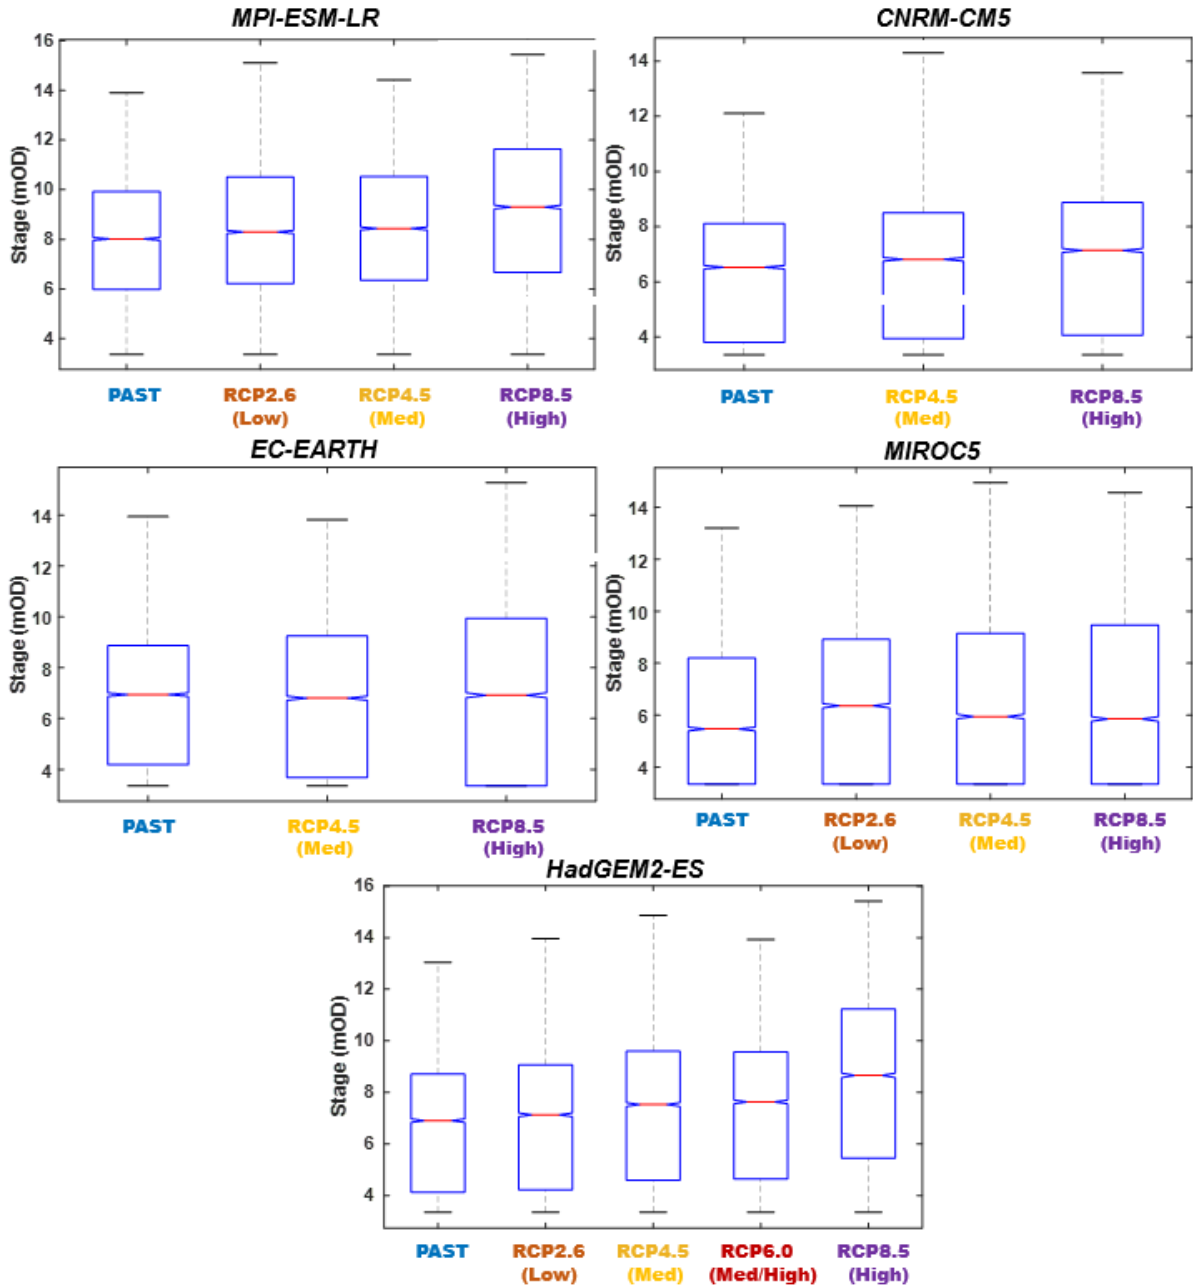 MPI-ESM-LR
Stage (mOD)
16
14
12
10
8
6
4
PAST
RCP2.6
(Low)
RCP4.5
(Med)
RCP8.5
(High)
CNRM-CM5
Stage (mOD)
14
12
10
8
6
4
PAST
RCP4.5
(Med)
RCP8.5
(High)
EC-EARTH
Stage (mOD)
14
12
10
8
6
4
PAST
RCP4.5
(Med)
RCP8.5
(High)
MIROC5
Stage (mOD)
14
12
10
8
6
4
PAST
RCP2.6
(Low)
RCP4.5
(Med)
RCP8.5
(High)
HadGEM2-ES
Stage (mOD)
16
14
12
10
8
6
4
PAST
RCP2.6
(Low)
RCP4.5
(Med)
RCP6.0
(Med/High)
RCP8.5
(High)